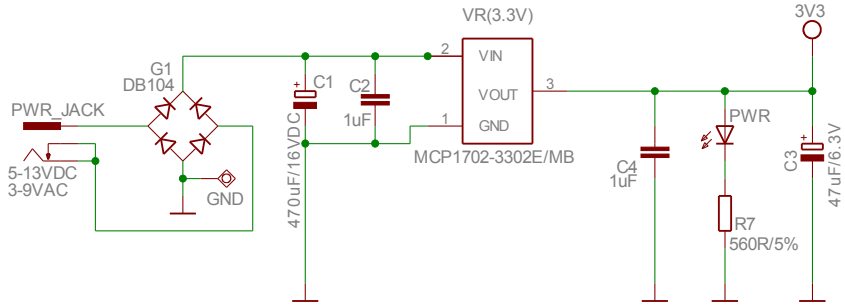 VR(3.3V)
3V3
G1
DB104
2
VIN
C1
C2
1uF
VOUT
3
PWR_JACK
PWR
1
GND
5-13VDC
3-9VAC
GND
470uF/16VDC
MCP1702-3302E/MB
C4
1uF
C3
47uF/6.3V
R7
560R/5%
+
+